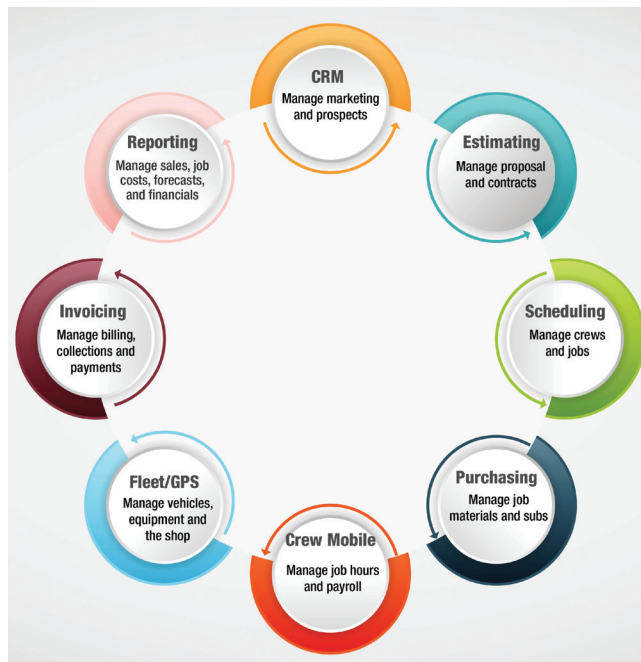 CRM
Manage marketing
and prospects
Estimating
Manage proposal
and contracts
Scheduling
Manage crews
and jobs
Purchasing
Manage job
materials and subs
Crew Mobile
Manage job hours
and payroll
Fleet/GPS
Manage vehicles,
equipment and
the shop
Invoicing
Manage billing,
collections and
payments
Reporting
Manage sales, job
costs, forecasts,
and financials